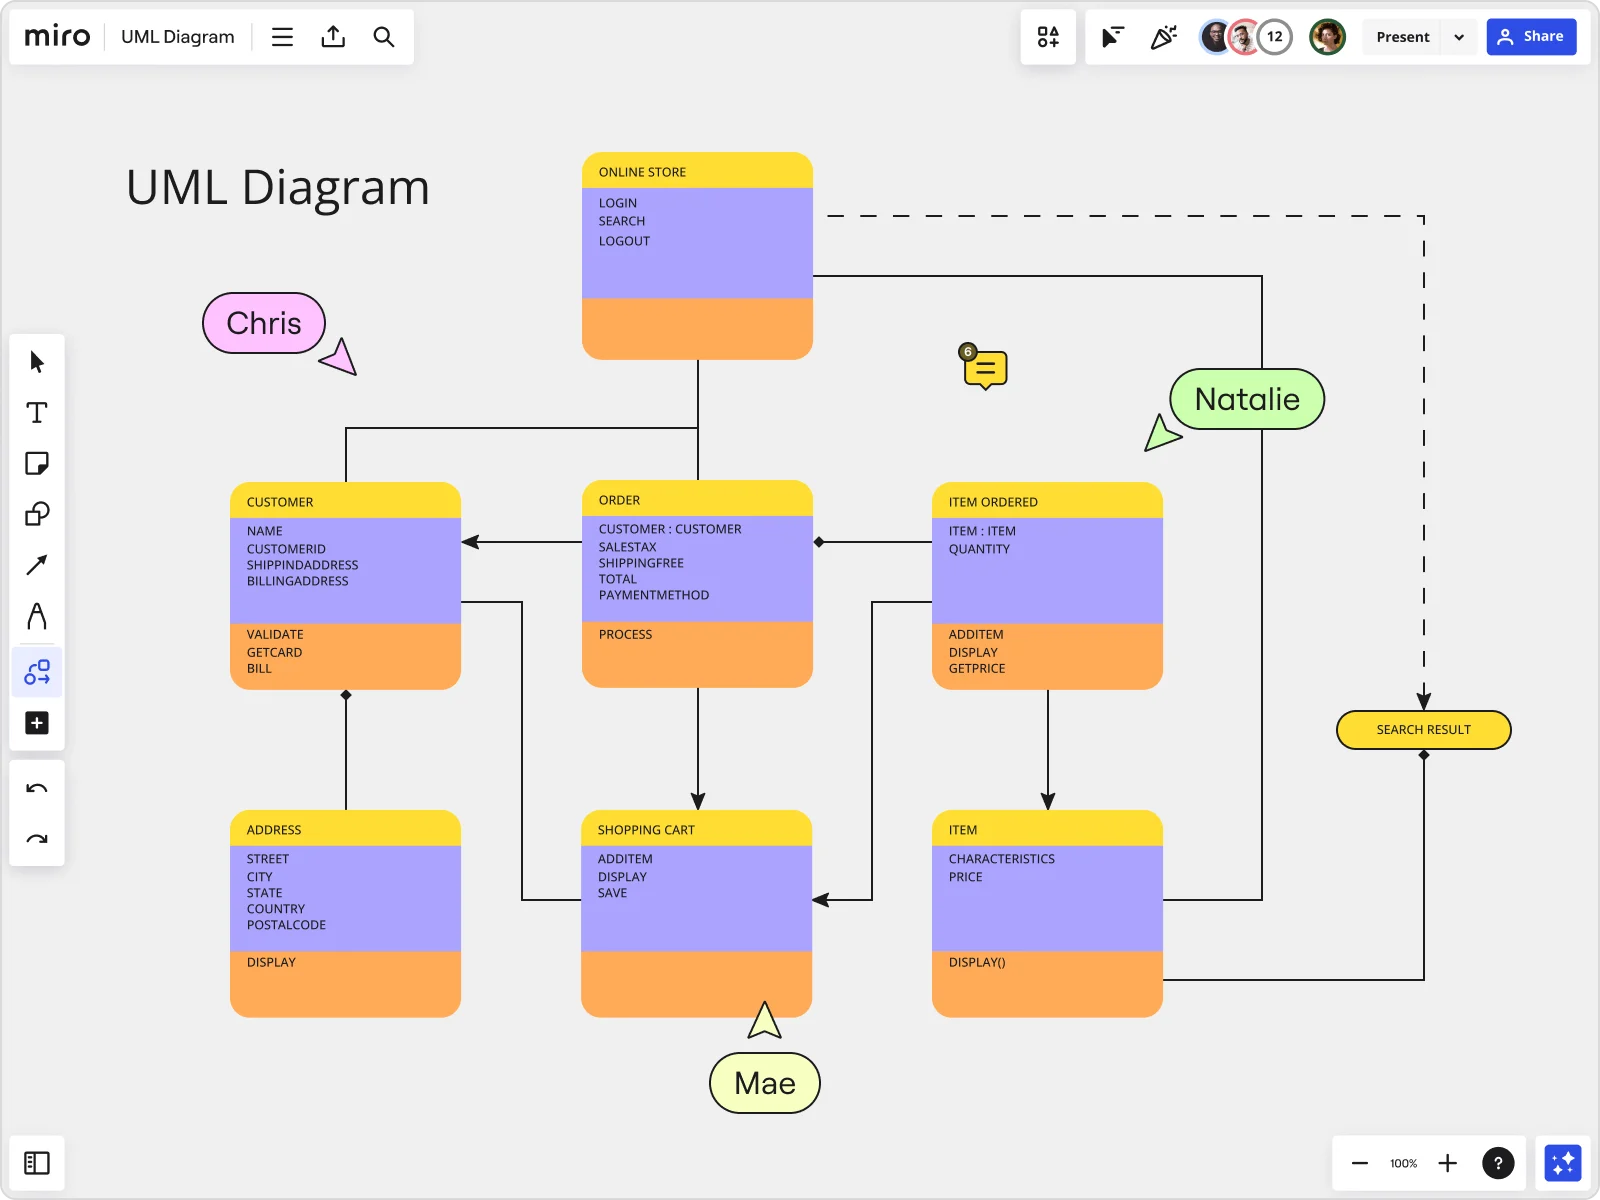 miro
UML Diagram
12
Present
Share
UML Diagram
ONLINE STORE
LOGIN
SEARCH
LOGOUT
Chris
6
Natalie
CUSTOMER
NAME
CUSTOMERID
SHIPPINDADDRESS
BILLINGADDRESS
VALIDATE
GETCARD
BILL
ORDER
CUSTOMER : CUSTOMER
SALESTAX
SHIPPINGFREE
TOTAL
PAYMENTMETHOD
PROCESS
ITEM ORDERED
ITEM : ITEM
QUANTITY
ADDITEM
DISPLAY
GETPRICE
SEARCH RESULT
ADDRESS
STREET
CITY
STATE
COUNTRY
POSTALCODE
DISPLAY
SHOPPING CART
ADDITEM
DISPLAY
SAVE
ITEM
CHARACTERISTICS
PRICE
DISPLAY()
Mae
100%
?